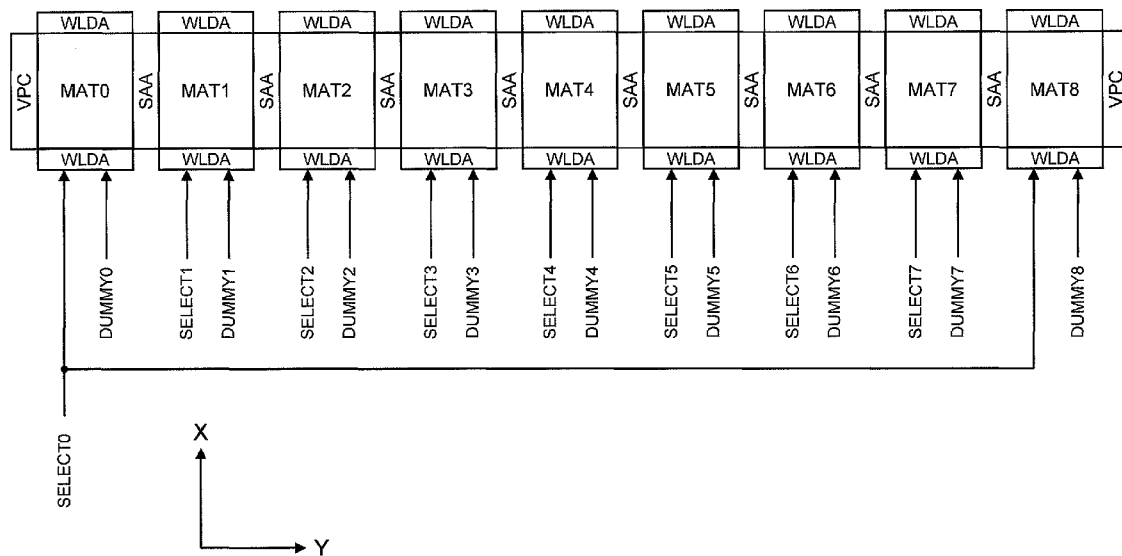 WLDA WLDA WLDA WLDA WLDA WLDA WLDA WLDA WLDA
VPC MAT0 SAA MAT1 SAA MAT2 SAA MAT3 SAA MAT4 SAA MAT5 SAA MAT6 SAA MAT7 SAA MAT8 VPC
WLDA WLDA WLDA WLDA WLDA WLDA WLDA WLDA WLDA
DUMMY0 SELECT1 DUMMY1 SELECT2 DUMMY2 SELECT3 DUMMY3 SELECT4 DUMMY4 SELECT5 DUMMY5 SELECT6 DUMMY6 SELECT7 DUMMY7 DUMMY8
SELECT0
X
Y